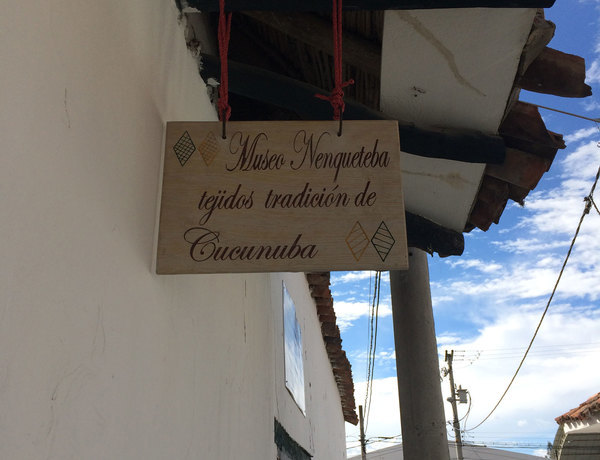 Museo Nenqueteba
tejidos tradición de
Cucunuba